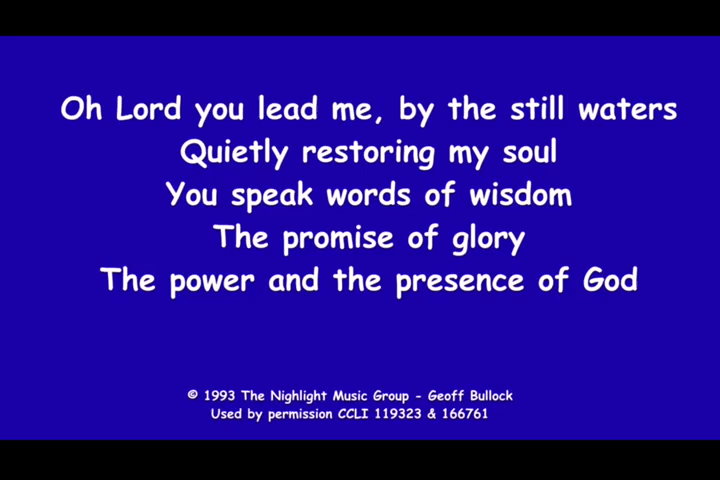 Oh Lord you lead me, by the still waters
Quietly restoring my soul
You speak words of wisdom
The promise of glory
The power and the presence of God
© 1993 The Nighlight Music Group - Geoff Bullock
Used by permission CCLI 119323 & 166761